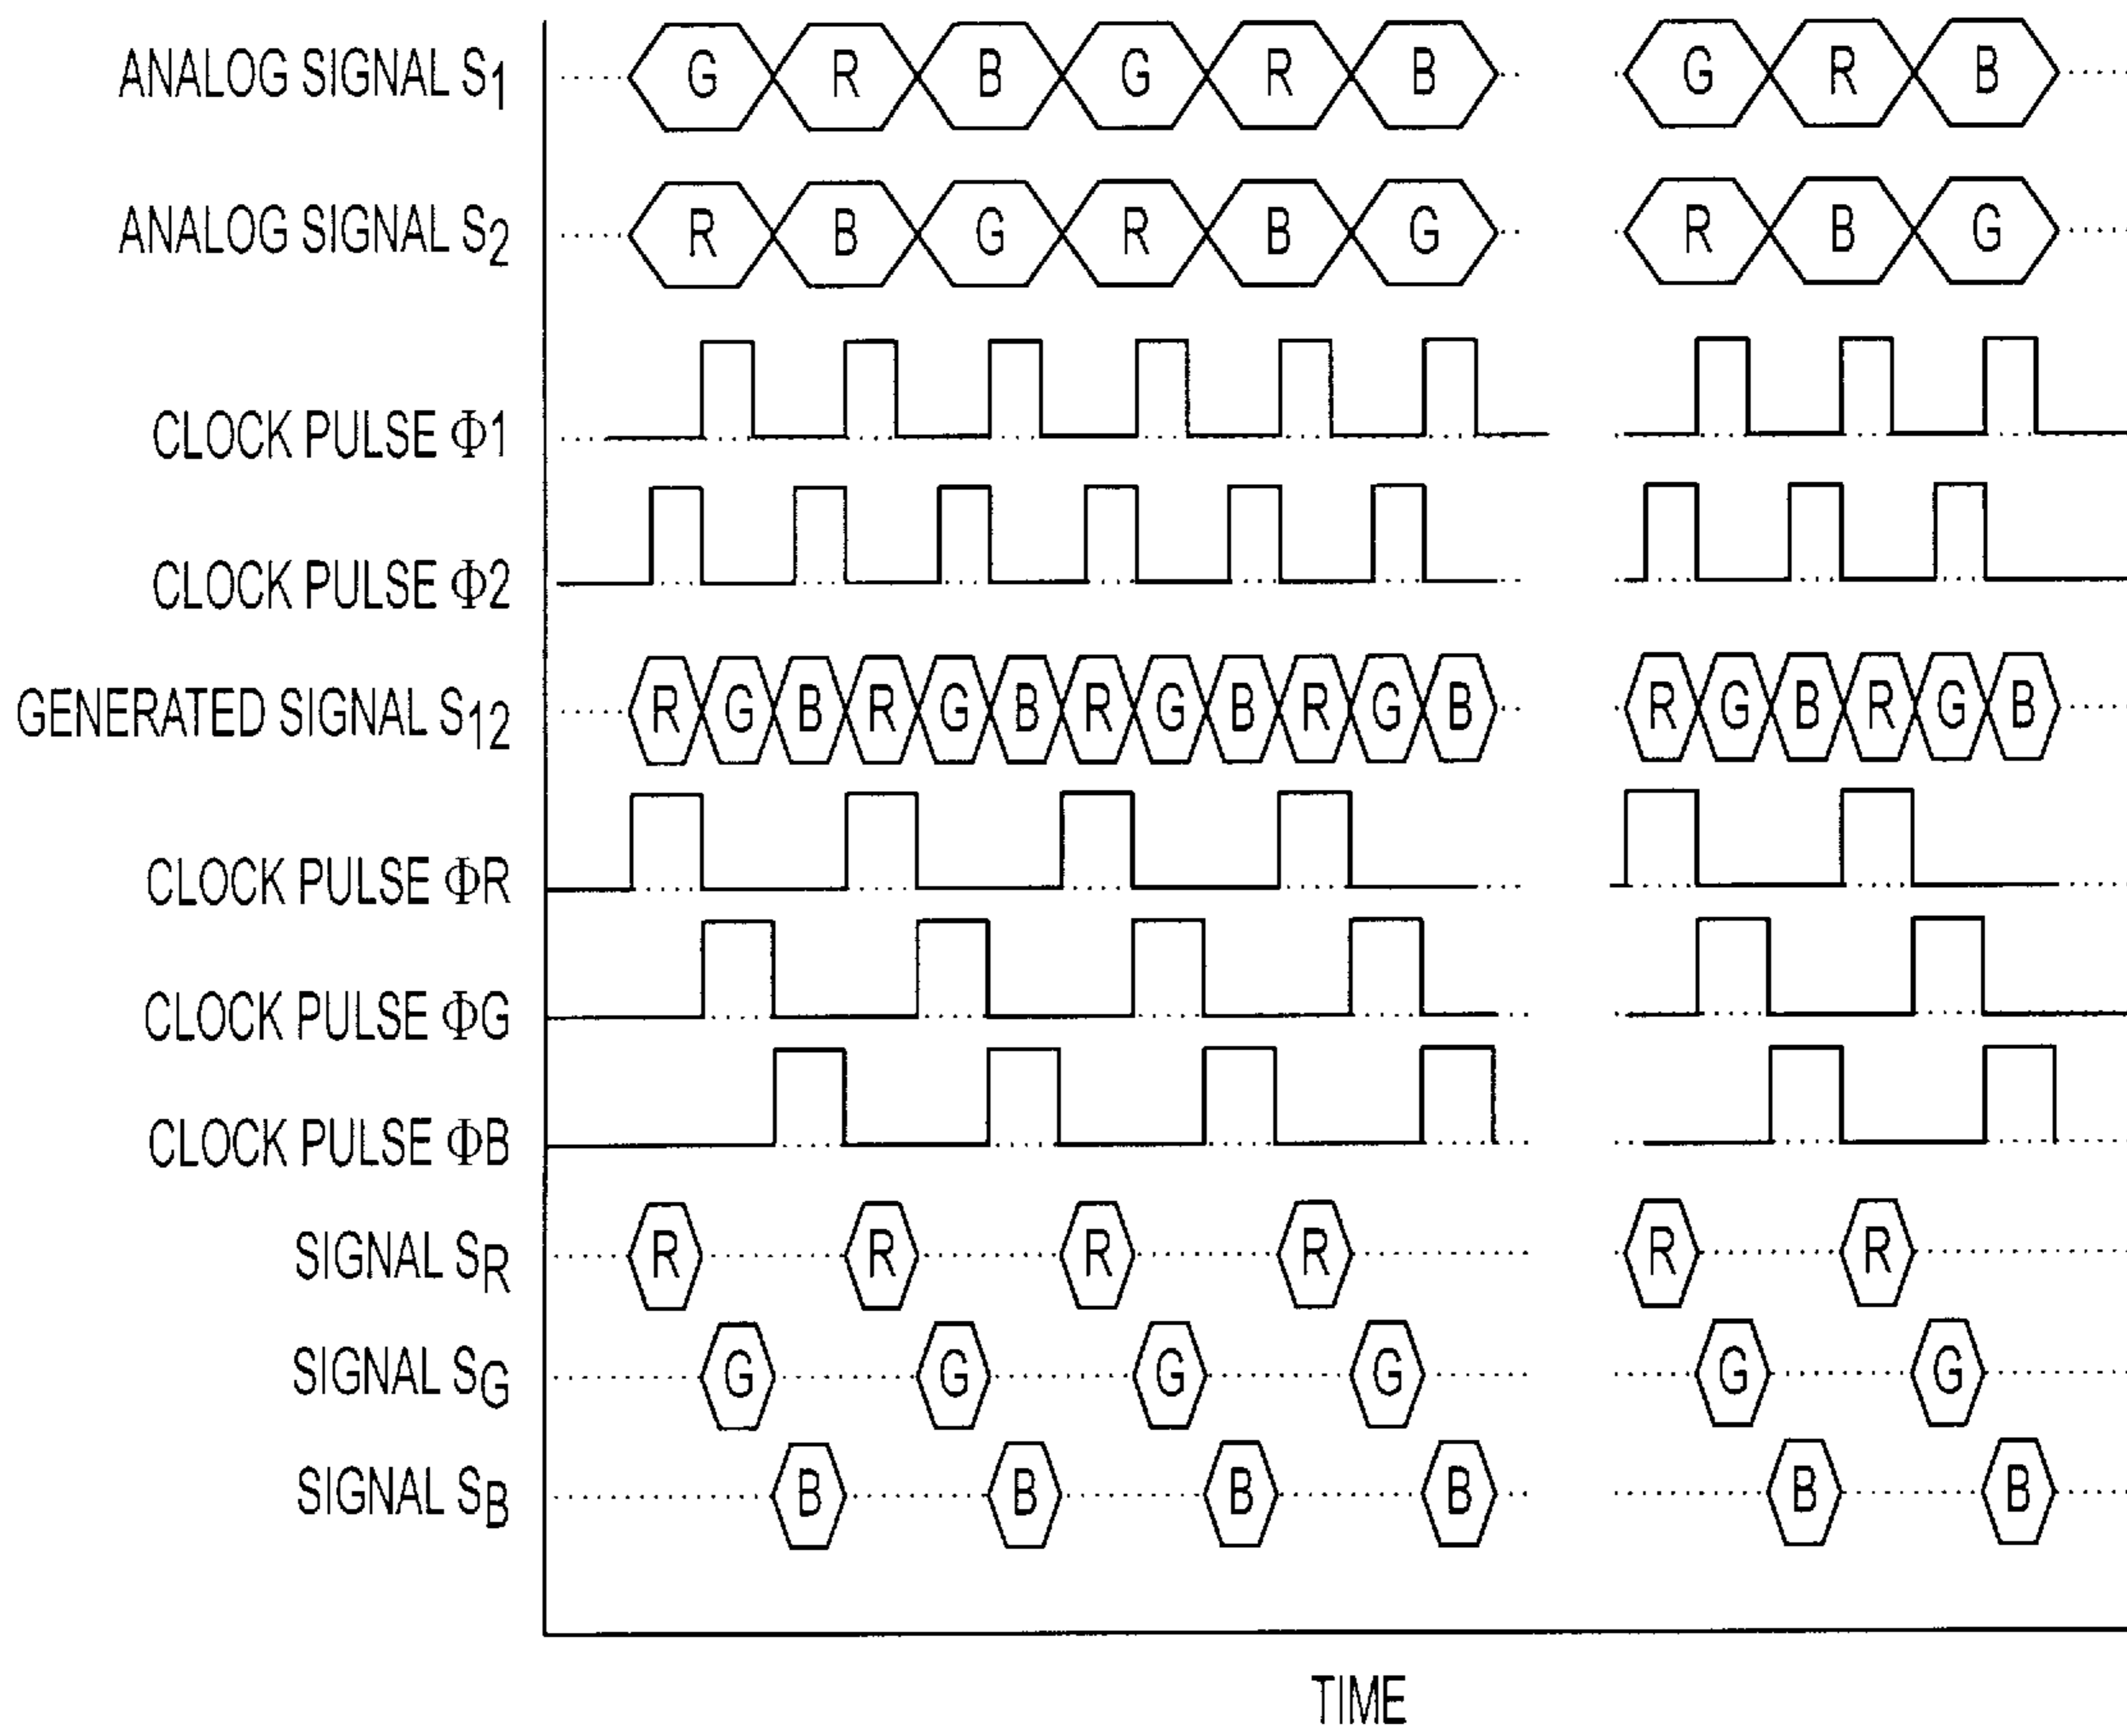 ANALOG SIGNAL S1 G R B G R B G R B
ANALOG SIGNAL S2 R B G R B G R B G
CLOCK PULSE Φ1
CLOCK PULSE Φ2
GENERATED SIGNAL S12 R G B R G B R G B R G B R G B R G B
CLOCK PULSE ΦR
CLOCK PULSE ΦG
CLOCK PULSE ΦB
SIGNAL SR R R R R R R
SIGNAL SG G G G G G G
SIGNAL SB B B B B B B
TIME